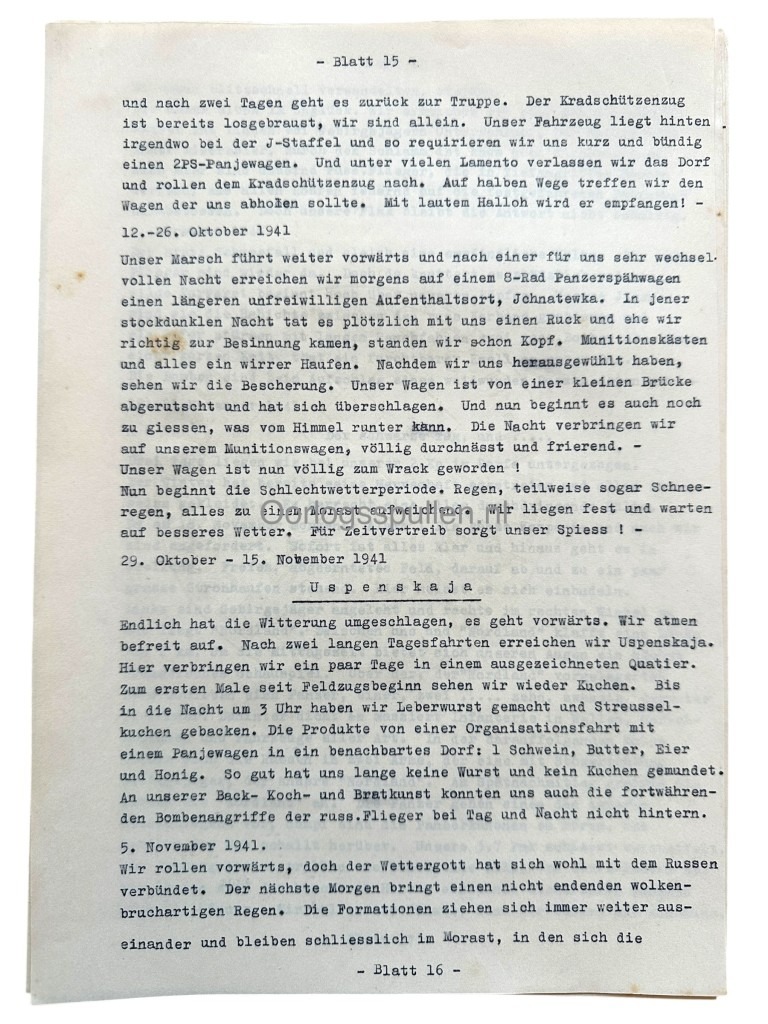 - Blatt 15 -
und nach zwei Tagen geht es zurück zur Truppe. Der Kradschützenzug
ist bereits losgebraust, wir sind allein. Unser Fahrzeug liegt hinten
irgendwo bei der J-Staffel und so requirieren wir uns kurz und bündig
einen 2PS-Panjewagen. Und unter vielen Lamento verlassen wir das Dorf
und rollen dem Kradschützenzug nach. Auf halben Wege treffen wir den
Wagen der uns abholen sollte. Mit lautem Halloh wird er empfangen! -
12.-26. Oktober 1941
Unser Marsch führt weiter vorwärts und nach einer für uns sehr wechsel-
vollen Nacht erreichen wir morgens auf einem 8-Rad Panzerspähwagen
einen längeren unfreiwilligen Aufenthaltsort, Johnatewka. In jener
stockdunklen Nacht tat es plötzlich mit uns einen Ruck und ehe wir
richtig zur Besinnung kamen, standen wir schon Kopf. Munitionskästen
und alles ein wirrer Haufen. Nachdem wir uns herausgewühlt haben,
sehen wir die Bescherung. Unser Wagen ist von einer kleinen Brücke
abgerutscht und hat sich überschlagen. Und nun beginnt es auch noch
zu giessen, was vom Himmel runter kann. Die Nacht verbringen wir
auf unserem Munitionswagen, völlig durchnässt und frierend. -
Unser Wagen ist nun völlig zum Wrack geworden !
Nun beginnt die Schlechtwetterperiode. Regen, teilweise sogar Schnee-
regen, alles zu einem Morast aufweichend. Wir liegen fest und warten
Oorlogsspullen.nl
auf besseres Wetter. Für Zeitvertreib sorgt unser Spiess ! -
29. Oktober - 15. November 1941
Uspenskaja
Endlich hat die Witterung umgeschlagen, es geht vorwärts. Wir atmen
befreit auf. Nach zwei langen Tagesfahrten erreichen wir Uspenskaja.
Hier verbringen wir ein paar Tage in einem ausgezeichneten Quatier.
Zum ersten Male seit Feldzugsbeginn sehen wir wieder Kuchen. Bis
in die Nacht um 3 Uhr haben wir Leberwurst gemacht und Streussel-
kuchen gebacken. Die Produkte von einer Organisationsfahrt mit
einem Panjewagen in ein benachbartes Dorf: 1 Schwein, Butter, Eier
und Honig. So gut hat uns lange keine Wurst und kein Kuchen gemundet.
An unserer Back- Koch- und Bratkunst konnten uns auch die fortwähren-
den Bombenangriffe der russ.Flieger bei Tag und Nacht nicht hintern.
5. November 1941.
Wir rollen vorwärts, doch der Wettergott hat sich wohl mit dem Russen
verbündet. Der nächste Morgen bringt einen nicht endenden wolken-
bruchartigen Regen. Die Formationen ziehen sich immer weiter aus-
einander und bleiben schliesslich im Morast, in den sich die
- Blatt 16 -